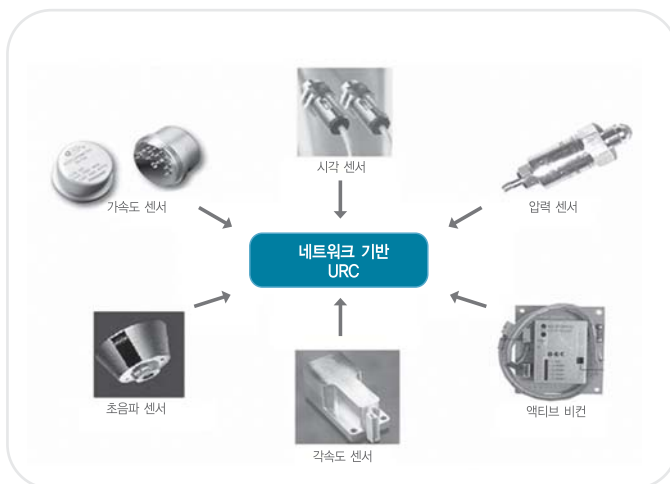 시각 센서
가속도 센서
압력 센서
네트워크 기반
URC
초음파 센서
액티브 비컨
각속도 센서